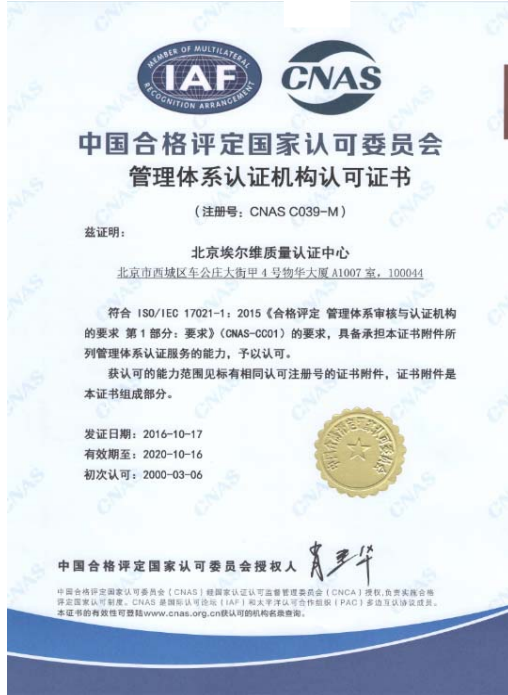 MEMBER OF MULTILATERAL
IAF
RECOGNITION ARRANGEMENT
CNAS
中国合格评定国家认可委员会
管理体系认证机构认可证书
（注册号：CNAS C039-M）
兹证明：
北京埃尔维质量认证中心
北京市西城区车公庄大街甲4号物华大厦A1007室，100044
符合 ISO/IEC 17021-1：2015《合格评定 管理体系审核与认证机构
的要求 第1部分：要求》（CNAS-CC01）的要求，具备承担本证书附件所
列管理体系认证服务的能力，予以认可。
获认可的能力范围见标有相同认可注册号的证书附件，证书附件是
本证书组成部分。
发证日期：2016-10-17
有效期至：2020-10-16
初次认可：2000-03-06
中国合格评定国家认可委员会
中国合格评定国家认可委员会授权人
中国合格评定国家认可委员会（CNAS）经国家认证认可监督管理委员会（CNCA）授权，负责实施合格
评定国家认可制度。CNAS 是国际认可论坛（IAF）和太平洋认可合作组织（PAC）多边互认协议成员。
本证书的有效性可登陆www.cnas.org.cn获认可的机构名录查询。